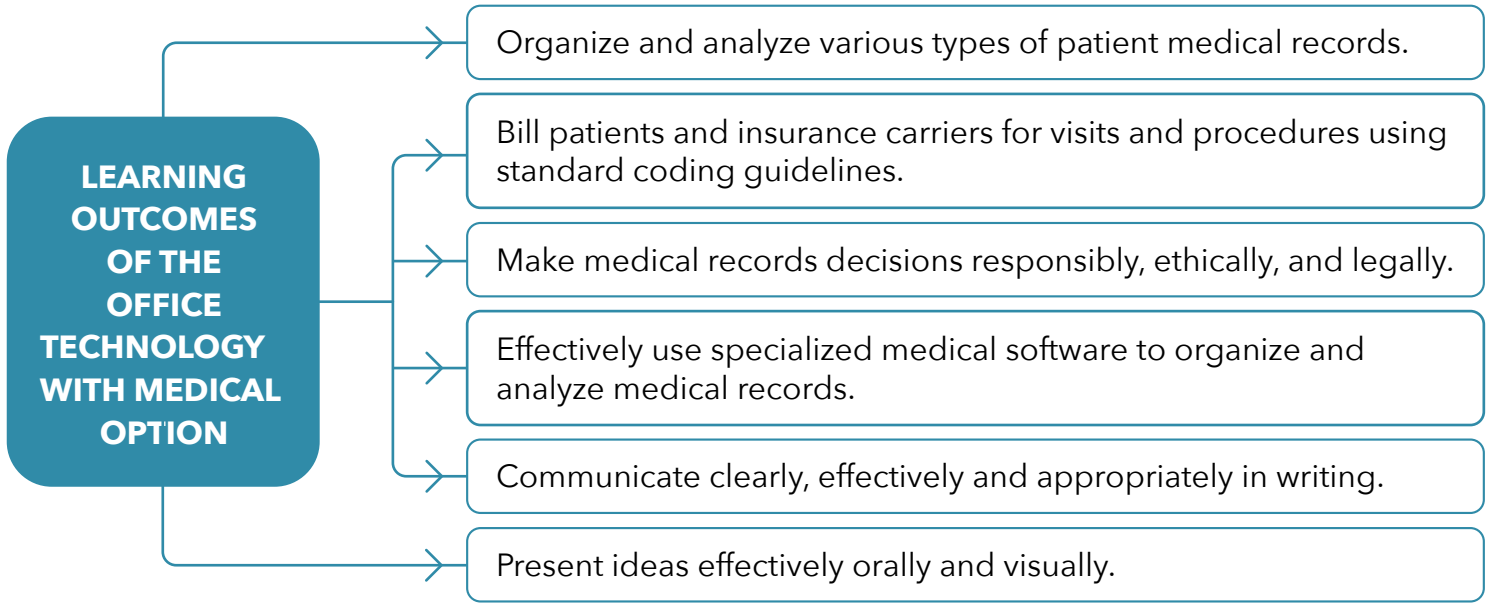 LEARNING
OUTCOMES
OF THE
OFFICE
TECHNOLOGY
WITH MEDICAL
OPTION
Organize and analyze various types of patient medical records.
Bill patients and insurance carriers for visits and procedures using
standard coding guidelines.
Make medical records decisions responsibly, ethically, and legally.
Effectively use specialized medical software to organize and
analyze medical records.
Communicate clearly, effectively and appropriately in writing.
Present ideas effectively orally and visually.